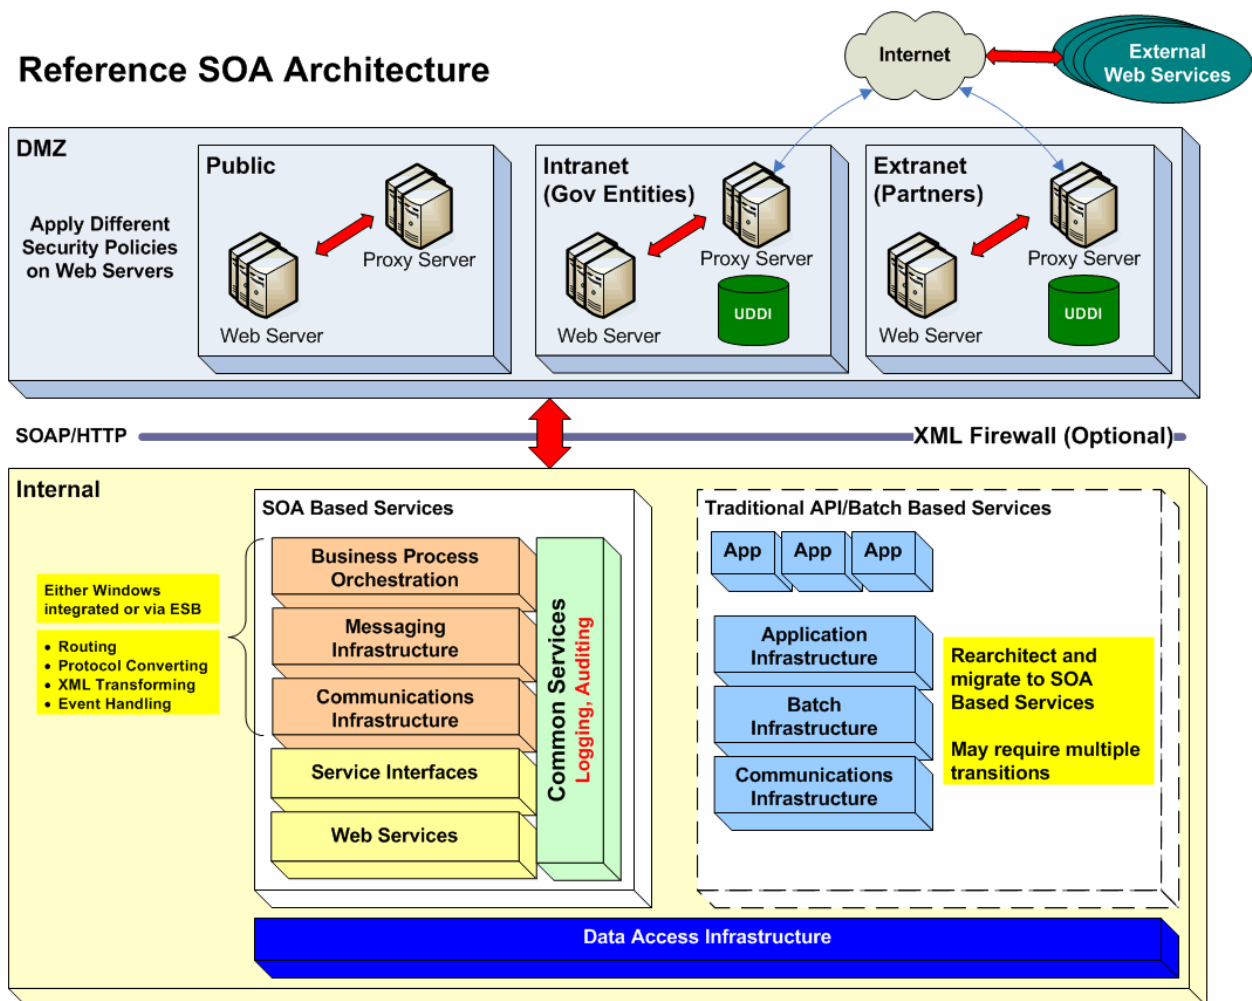 Reference SOA Architecture
Internet
External
Web Services
DMZ
Apply Different
Security Policies
on Web Servers
Public
Proxy Server
Web Server
Intranet
(Gov Entities)
Proxy Server
Web Server
UDDI
Extranet
(Partners)
Proxy Server
Web Server
UDDI
SOAP/HTTP
XML Firewall (Optional)
Internal
Either Windows
integrated or via ESB
• Routing
• Protocol Converting
• XML Transforming
• Event Handling
SOA Based Services
Business Process
Orchestration
Messaging
Infrastructure
Communications
Infrastructure
Service Interfaces
Web Services
Common Services
Logging, Auditing
Traditional API/Batch Based Services
App
App
App
Application
Infrastructure
Batch
Infrastructure
Communications
Infrastructure
Rearchitect and
migrate to SOA
Based Services
May require multiple
transitions
Data Access Infrastructure